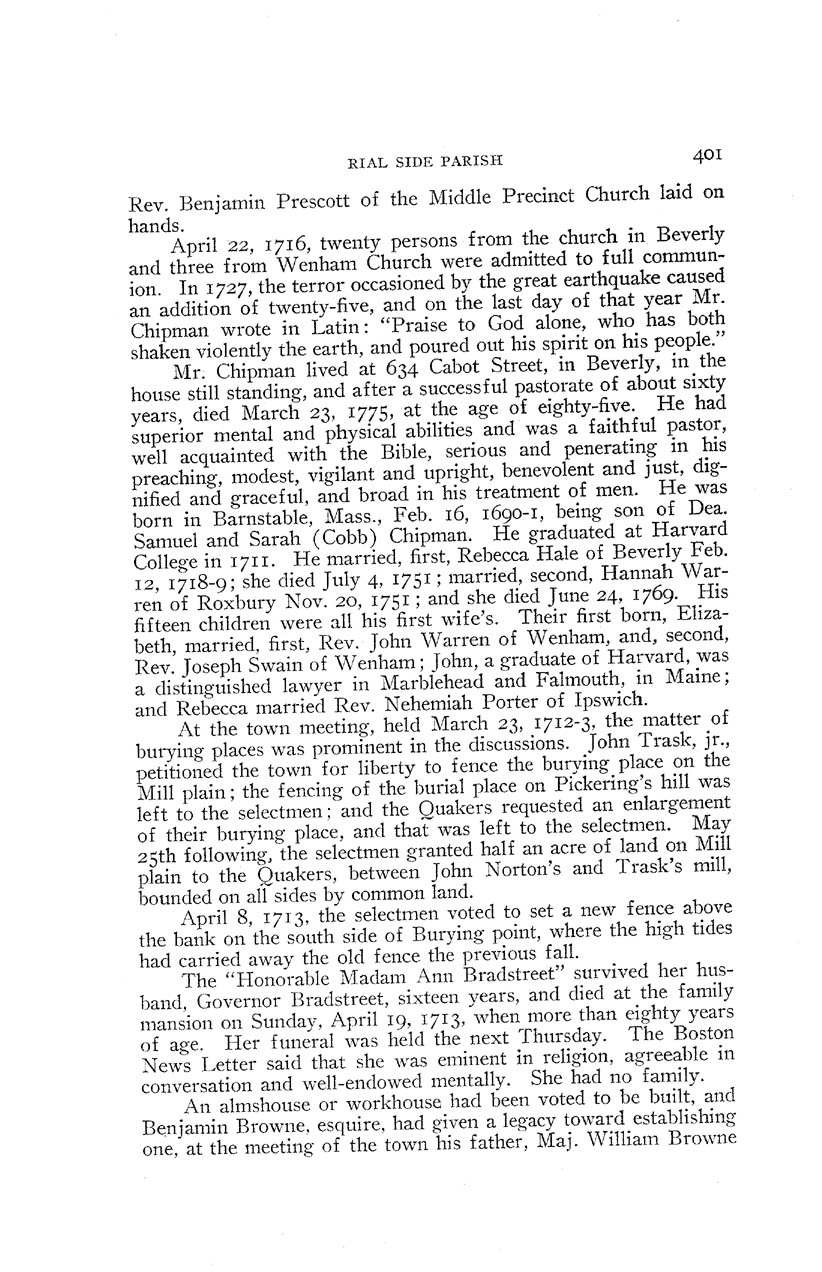 RIAL SIDE PARISH 401
Rev. Benjamin Prescott of the Middle Precinct Church laid on
hands.
April 22, 1716, twenty persons from the church in Beverly
and three from Wenham Church were admitted to full commun-
ion. In 1727, the terror occasioned by the great earthquake caused
an addition of twenty-five, and on the last day of that year Mr.
Chipman wrote in Latin: "Praise to God alone, who has both
shaken violently the earth, and poured out his spirit on his people."
Mr. Chipman lived at 634 Cabot Street, in Beverly, in the
house still standing, and after a successful pastorate of about sixty
years, died March 23, 1775, at the age of eighty-five. He had
superior mental and physical abilities and was a faithful pastor,
well acquainted with the Bible, serious and penerating in his
preaching, modest, vigilant and upright, benevolent and just, dig-
nified and graceful, and broad in his treatment of men. He was
born in Barnstable, Mass., Feb. 16, 1690-1, being son of Dea.
Samuel and Sarah (Cobb) Chipman. He graduated at Harvard
College in 1711. He married, first, Rebecca Hale of Beverly Feb.
12, 1718-9; she died July 4, 1751; married, second, Hannah War-
ren of Roxbury Nov. 20, 1751; and she died June 24, 1769. His
fifteen children were all his first wife's. Their first born, Eliza-
beth, married, first, Rev. John Warren of Wenham, and, second,
Rev. Joseph Swain of Wenham; John, a graduate of Harvard, was
a distinguished lawyer in Marblehead and Falmouth, in Maine;
and Rebecca married Rev. Nehemiah Porter of Ipswich.
At the town meeting, held March 23, 1712-3, the matter of
burying places was prominent in the discussions. John Trask, jr.,
petitioned the town for liberty to fence the burying place on the
Mill plain; the fencing of the burial place on Pickering's hill was
left to the selectmen; and the Quakers requested an enlargement
of their burying place, and that was left to the selectmen. May
25th following, the selectmen granted half an acre of land on Mill
plain to the Quakers, between John Norton's and Trask's mill,
bounded on all sides by common land.
April 8, 1713, the selectmen voted to set a new fence above
the bank on the south side of Burying point, where the high tides
had carried away the old fence the previous fall.
The "Honorable Madam Ann Bradstreet" survived her hus-
band, Governor Bradstreet, sixteen years, and died at the family
mansion on Sunday, April 19, 1713, when more than eighty years
of age. Her funeral was held the next Thursday. The Boston
News Letter said that she was eminent in religion, agreeable in
conversation and well-endowed mentally. She had no family.
An almshouse or workhouse had been voted to be built, and
Benjamin Browne, esquire, had given a legacy toward establishing
one, at the meeting of the town his father, Maj. William Browne